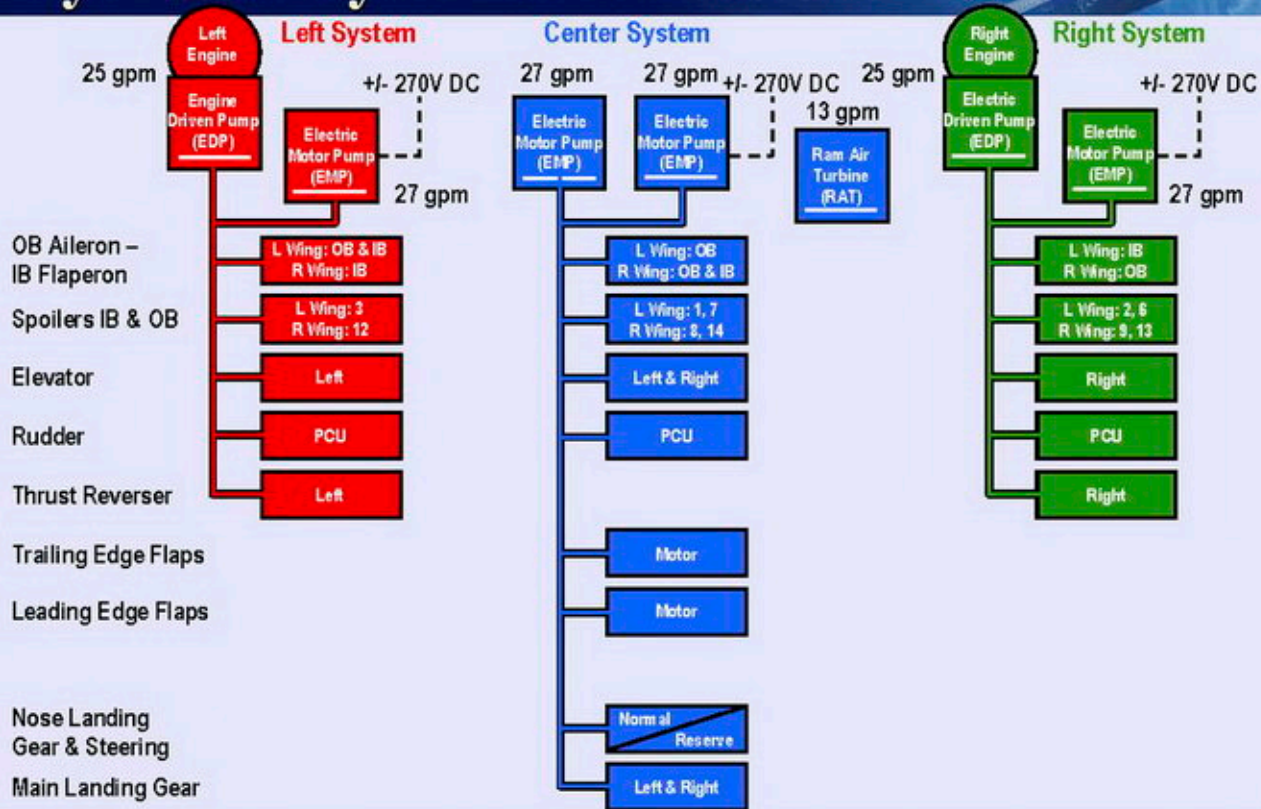 Left
Engine
Left System
25 gpm
Engine
Driven Pump
(EDP)
+/- 270V DC
Electric
Motor Pump
(EMP)
27 gpm
Center System
27 gpm
27 gpm
+/- 270V DC
Electric
Motor Pump
(EMP)
Electric
Motor Pump
(EMP)
13 gpm
Ram Air
Turbine
(RAT)
Right
Engine
Right System
25 gpm
Electric
Driven Pump
(EDP)
+/- 270V DC
Electric
Motor Pump
(EMP)
27 gpm
OB Aileron –
IB Flaperon
L Wing: OB & IB
R Wing: IB
L Wing: OB
R Wing: OB & IB
L Wing: IB
R Wing: OB
Spoilers IB & OB
L Wing: 3
R Wing: 12
L Wing: 1, 7
R Wing: 8, 14
L Wing: 2, 6
R Wing: 9, 13
Elevator
Left
Left & Right
Right
Rudder
PCU
PCU
PCU
Thrust Reverser
Left
Right
Trailing Edge Flaps
Motor
Leading Edge Flaps
Motor
Nose Landing
Gear & Steering
Normal
Reserve
Main Landing Gear
Left & Right